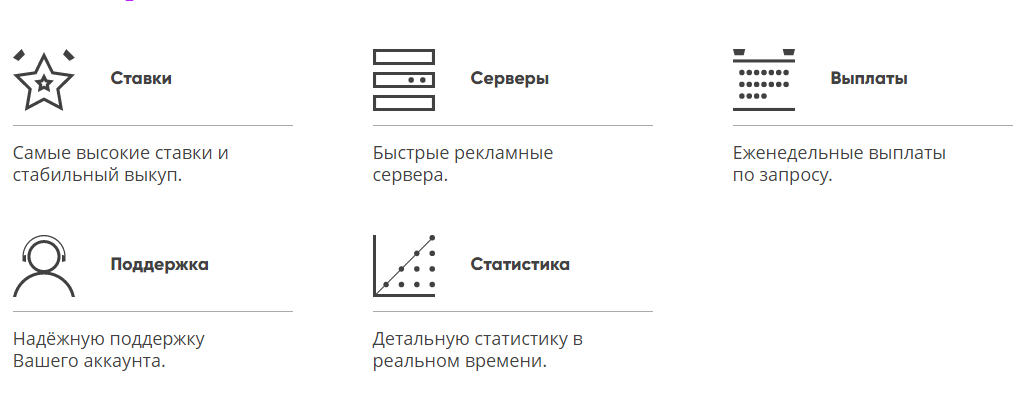 Ставки
Самые высокие ставки и
стабильный выкуп.
Серверы
Быстрые рекламные
сервера.
Выплаты
Еженедельные выплаты
по запросу.
Поддержка
Надёжную поддержку
Вашего аккаунта.
Статистика
Детальную статистику в
реальном времени.